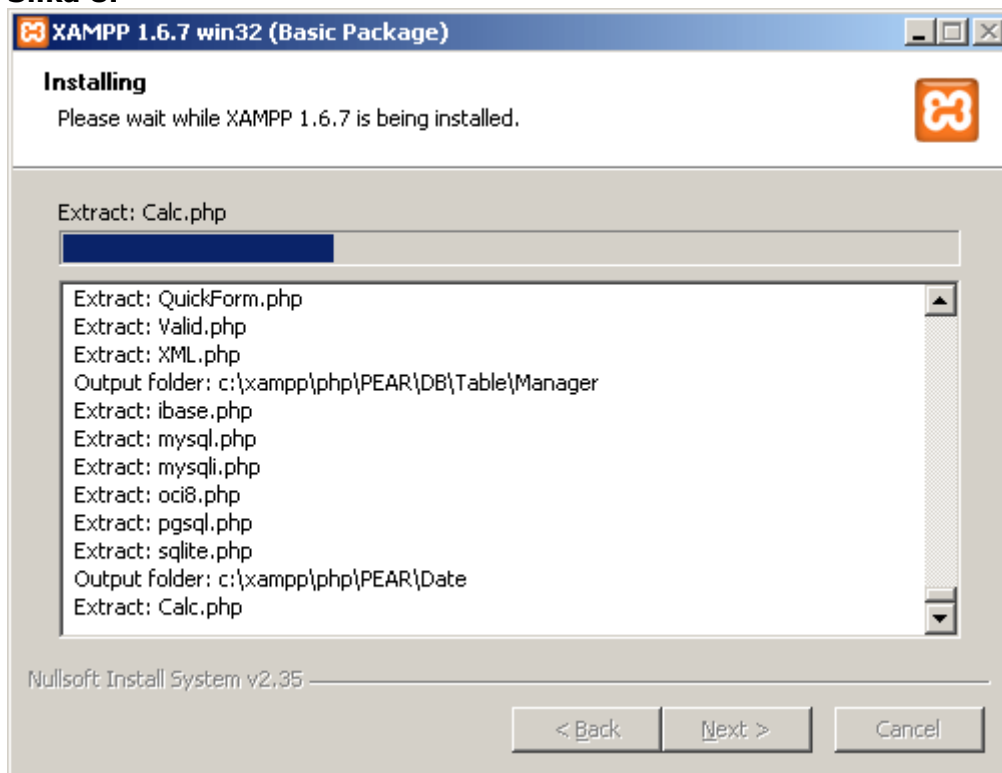 XAMPP 1.6.7 win32 (Basic Package)
Installing
Please wait while XAMPP 1.6.7 is being installed.
Extract: Calc.php
Extract: QuickForm.php
Extract: Valid.php
Extract: XML.php
Output folder: c:\xampp\php\PEAR\DB\Table\Manager
Extract: ibase.php
Extract: mysql.php
Extract: mysqli.php
Extract: oci8.php
Extract: pgsql.php
Extract: sqlite.php
Output folder: c:\xampp\php\PEAR\Date
Extract: Calc.php
Nullsoft Install System v2.35
< Back Next > Cancel